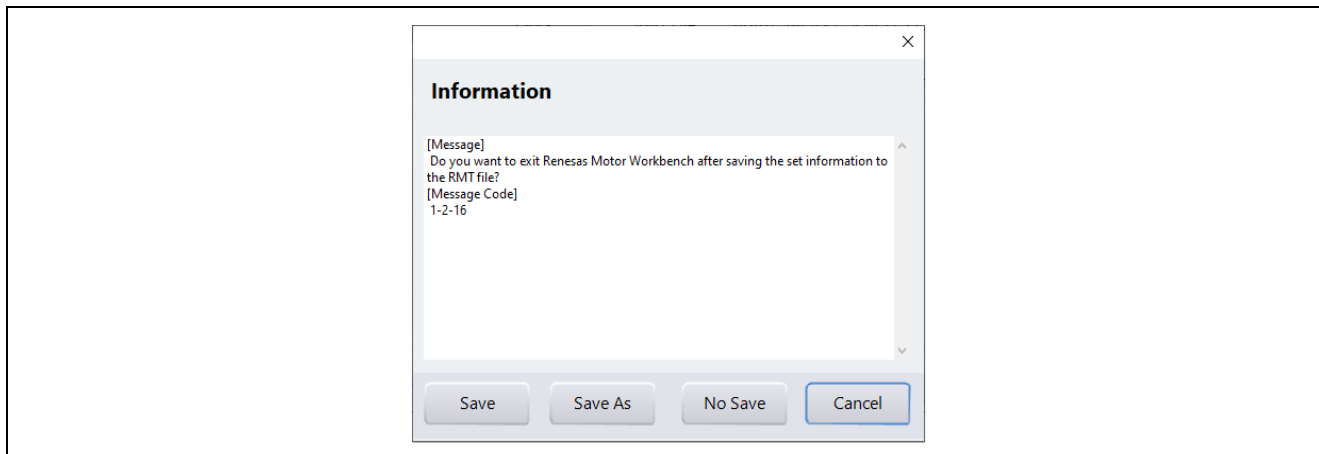 Information
[Message]
Do you want to exit Renesas Motor Workbench after saving the set information to
the RMT file?
[Message Code]
1-2-16
Save Save As No Save Cancel